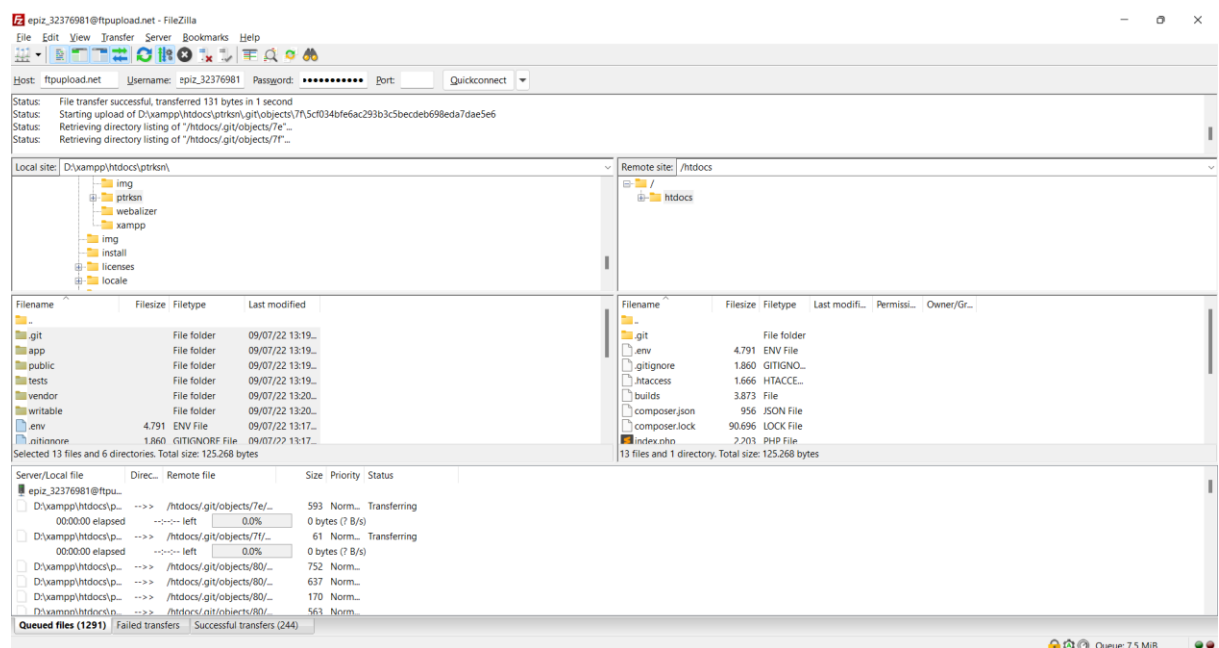 epiz_32376981@ftpupload.net - FileZilla
File Edit View Transfer Server Bookmarks Help
Host: ftpupload.net Username: epiz_32376981 Password: ●●●●●●●●●●● Port: Quickconnect
Status: File transfer successful, transferred 131 bytes in 1 second
Status: Starting upload of D:\xampp\htdocs\ptrksn\.git\objects\7f\5cf034bfe6ac293b3c5becdeb698eda7dae5e6
Status: Retrieving directory listing of "/htdocs/.git/objects/7e"...
Status: Retrieving directory listing of "/htdocs/.git/objects/7f"...
Local site: D:\xampp\htdocs\ptrksn\
img
ptrksn
webalizer
xampp
img
install
licenses
locale
Remote site: /htdocs
/
htdocs
Filename Filesize Filetype Last modified
..
.git File folder 09/07/22 13:19...
app File folder 09/07/22 13:19...
public File folder 09/07/22 13:19...
tests File folder 09/07/22 13:19...
vendor File folder 09/07/22 13:20...
writable File folder 09/07/22 13:20...
.env 4.791 ENV File 09/07/22 13:17...
.gitignore 1.860 GITIGNORE File 09/07/22 13:17...
Selected 13 files and 6 directories. Total size: 125.268 bytes
Filename Filesize Filetype Last modifi... Permissi... Owner/Gr...
..
.git File folder
.env 4.791 ENV File
.gitignore 1.860 GITIGNO...
.htaccess 1.666 HTACCE...
builds 3.873 File
composer.json 956 JSON File
composer.lock 90.696 LOCK File
index.php 2.203 PHP File
13 files and 1 directory. Total size: 125.268 bytes
Server/Local file Direc... Remote file Size Priority Status
epiz_32376981@ftpu...
D:\xampp\htdocs\p... -->> /htdocs/.git/objects/7e/... 593 Norm... Transferring
00:00:00 elapsed --:--:-- left 0.0% 0 bytes (? B/s)
D:\xampp\htdocs\p... -->> /htdocs/.git/objects/7f/... 61 Norm... Transferring
00:00:00 elapsed --:--:-- left 0.0% 0 bytes (? B/s)
D:\xampp\htdocs\p... -->> /htdocs/.git/objects/80/... 752 Norm...
D:\xampp\htdocs\p... -->> /htdocs/.git/objects/80/... 637 Norm...
D:\xampp\htdocs\p... -->> /htdocs/.git/objects/80/... 170 Norm...
D:\xampp\htdocs\p... -->> /htdocs/.git/objects/80/... 563 Norm...
Queued files (1291) Failed transfers Successful transfers (244)
Queue: 7.5 MiB